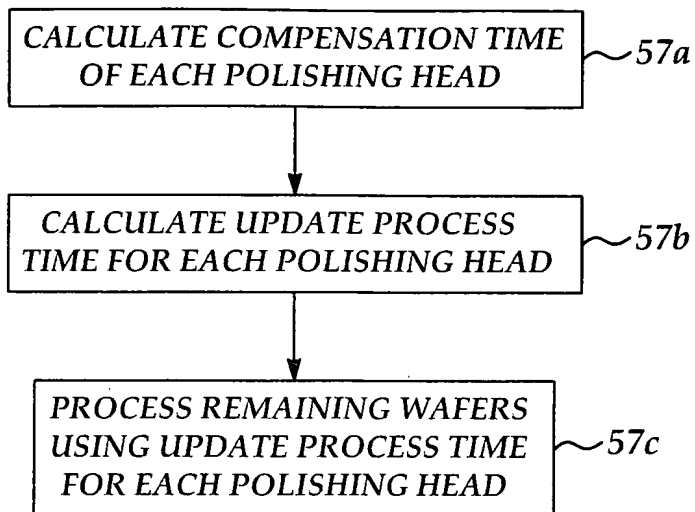 CALCULATE COMPENSATION TIME
OF EACH POLISHING HEAD
57a
CALCULATE UPDATE PROCESS
TIME FOR EACH POLISHING HEAD
57b
PROCESS REMAINING WAFERS
USING UPDATE PROCESS TIME
FOR EACH POLISHING HEAD
57c